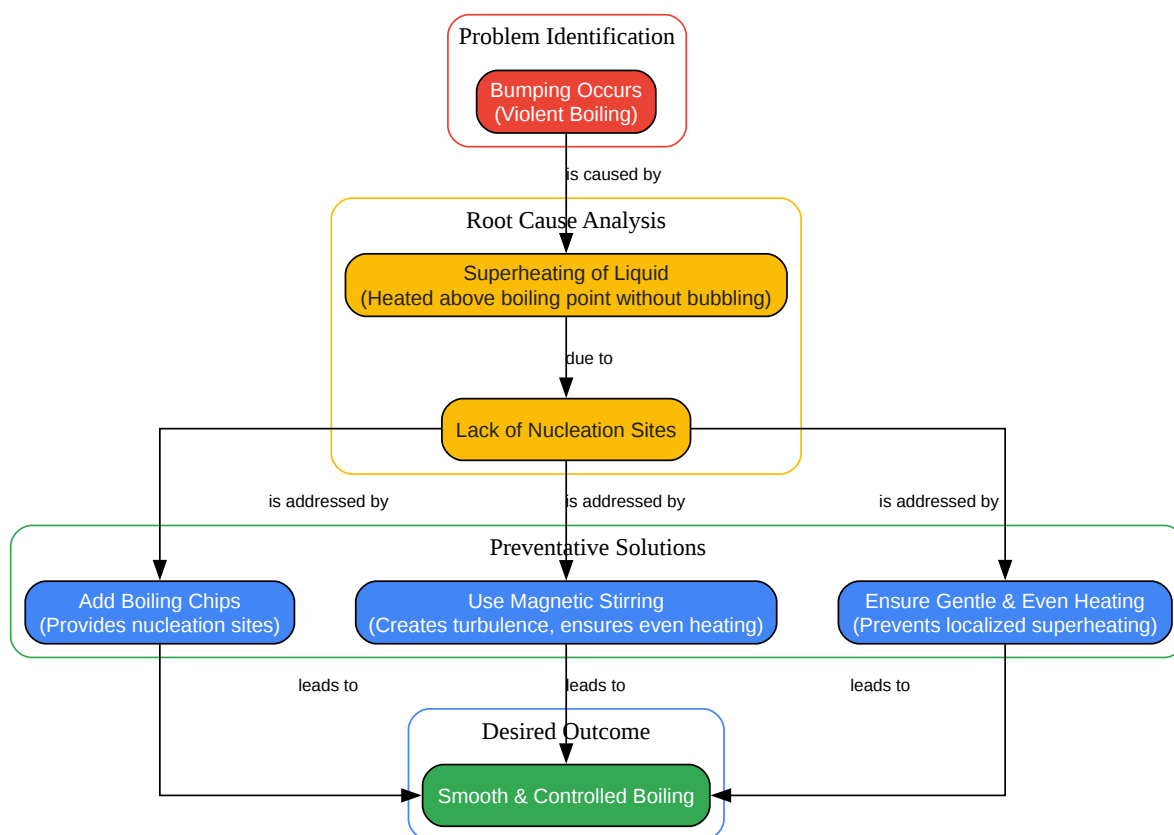 Problem Identification
Bumping Occurs
(Violent Boiling)
is caused by
Root Cause Analysis
Superheating of Liquid
(Heated above boiling point without bubbling)
due to
Lack of Nucleation Sites
is addressed by
is addressed by
is addressed by
Preventative Solutions
Add Boiling Chips
(Provides nucleation sites)
Use Magnetic Stirring
(Creates turbulence, ensures even heating)
Ensure Gentle & Even Heating
(Prevents localized superheating)
leads to
leads to
leads to
Desired Outcome
Smooth & Controlled Boiling